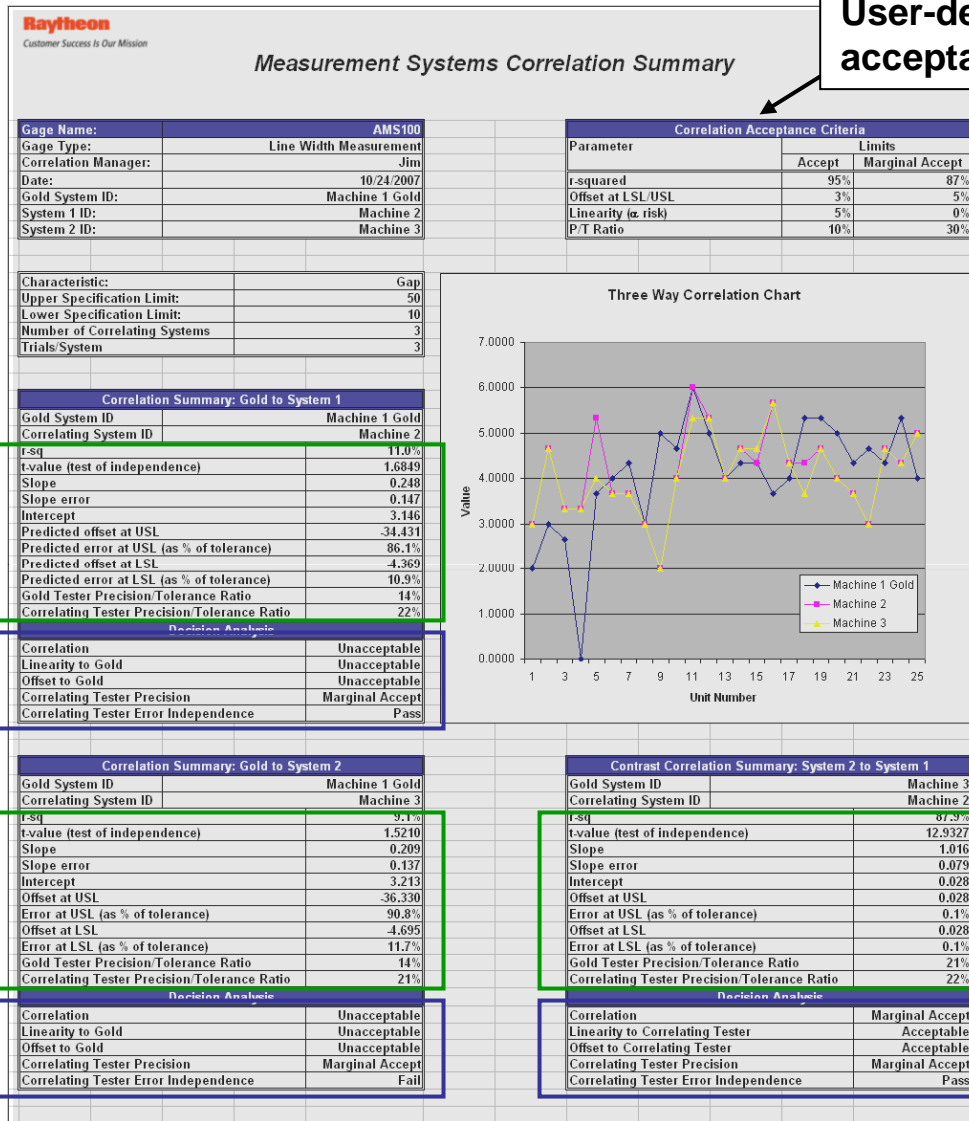 User-de
accepta
Raytheon
Customer Success Is Our Mission
Measurement Systems Correlation Summary
Gage Name: AMS100
Gage Type: Line Width Measurement
Correlation Manager: Jim
Date: 10/24/2007
Gold System ID: Machine 1 Gold
System 1 ID: Machine 2
System 2 ID: Machine 3
Correlation Acceptance Criteria
Parameter Limits
Accept Marginal Accept
r-squared 95% 87%
Offset at LSL/USL 3% 5%
Linearity (α risk) 5% 0%
P/T Ratio 10% 30%
Characteristic: Gap
Upper Specification Limit: 50
Lower Specification Limit: 10
Number of Correlating Systems 3
Trials/System 3
Three Way Correlation Chart
7.0000
6.0000
5.0000
4.0000
3.0000
2.0000
1.0000
0.0000
Value
1 3 5 7 9 11 13 15 17 19 21 23 25
Unit Number
Machine 1 Gold
Machine 2
Machine 3
Correlation Summary: Gold to System 1
Gold System ID Machine 1 Gold
Correlating System ID Machine 2
r-sq 11.0%
t-value (test of independence) 1.6849
Slope 0.248
Slope error 0.147
Intercept 3.146
Predicted offset at USL -34.431
Predicted error at USL (as % of tolerance) 86.1%
Predicted offset at LSL -4.369
Predicted error at LSL (as % of tolerance) 10.9%
Gold Tester Precision/Tolerance Ratio 14%
Correlating Tester Precision/Tolerance Ratio 22%
Decision Analysis
Correlation Unacceptable
Linearity to Gold Unacceptable
Offset to Gold Unacceptable
Correlating Tester Precision Marginal Accept
Correlating Tester Error Independence Pass
Correlation Summary: Gold to System 2
Gold System ID Machine 1 Gold
Correlating System ID Machine 3
r-sq 9.1%
t-value (test of independence) 1.5210
Slope 0.209
Slope error 0.137
Intercept 3.213
Offset at USL -36.330
Error at USL (as % of tolerance) 90.8%
Offset at LSL -4.695
Error at LSL (as % of tolerance) 11.7%
Gold Tester Precision/Tolerance Ratio 14%
Correlating Tester Precision/Tolerance Ratio 21%
Decision Analysis
Correlation Unacceptable
Linearity to Gold Unacceptable
Offset to Gold Unacceptable
Correlating Tester Precision Marginal Accept
Correlating Tester Error Independence Fail
Contrast Correlation Summary: System 2 to System 1
Gold System ID Machine 3
Correlating System ID Machine 2
r-sq 87.9%
t-value (test of independence) 12.9327
Slope 1.016
Slope error 0.079
Intercept 0.028
Offset at USL 0.028
Error at USL (as % of tolerance) 0.1%
Offset at LSL 0.028
Error at LSL (as % of tolerance) 0.1%
Gold Tester Precision/Tolerance Ratio 21%
Correlating Tester Precision/Tolerance Ratio 22%
Decision Analysis
Correlation Marginal Accept
Linearity to Correlating Tester Acceptable
Offset to Correlating Tester Acceptable
Correlating Tester Precision Marginal Accept
Correlating Tester Error Independence Pass